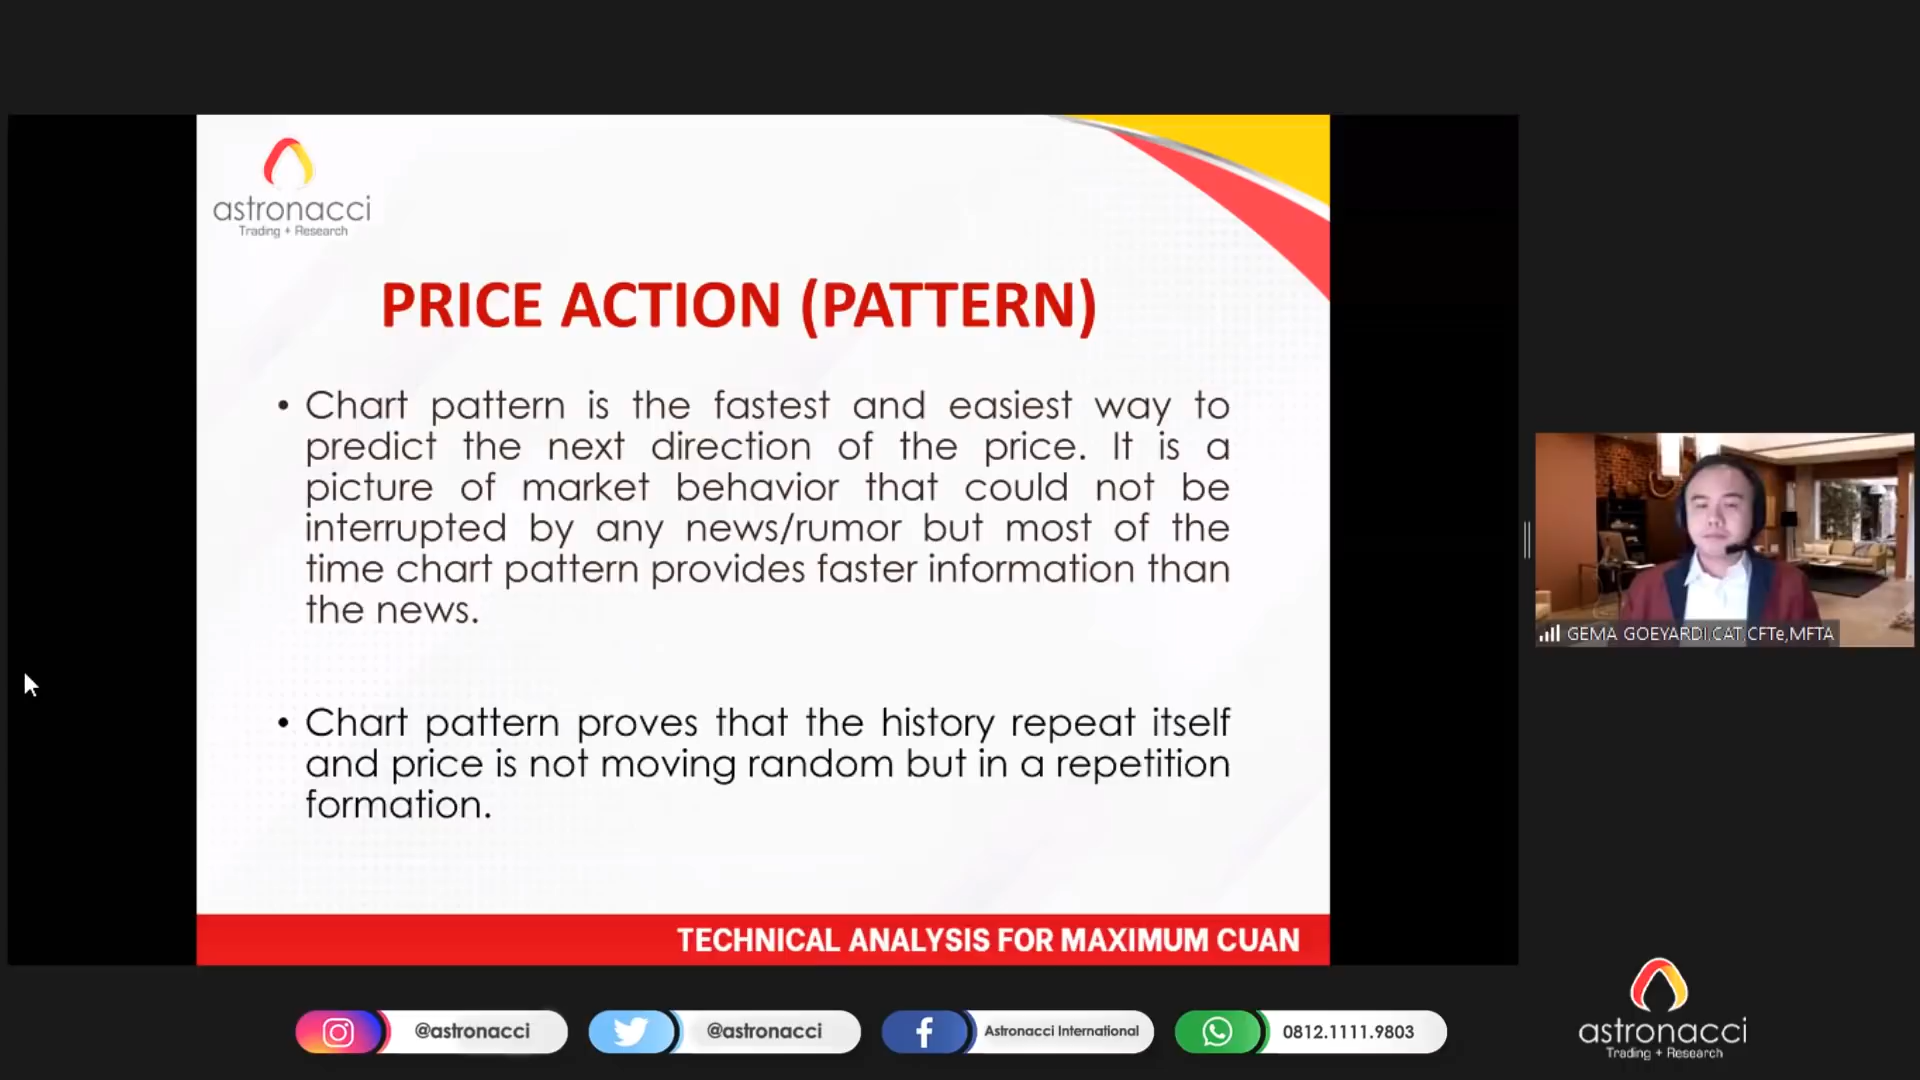 astronacci
Trading + Research
PRICE ACTION (PATTERN)
• Chart pattern is the fastest and easiest way to
predict the next direction of the price. It is a
picture of market behavior that could not be
interrupted by any news/rumor but most of the
time chart pattern provides faster information than
the news.
• Chart pattern proves that the history repeat itself
and price is not moving random but in a repetition
formation.
TECHNICAL ANALYSIS FOR MAXIMUM CUAN
GEMA GOEYARDI,CAT,CFTe,MFTA
@astronacci
@astronacci
Astronacci International
0812.1111.9803
astronacci
Trading + Research